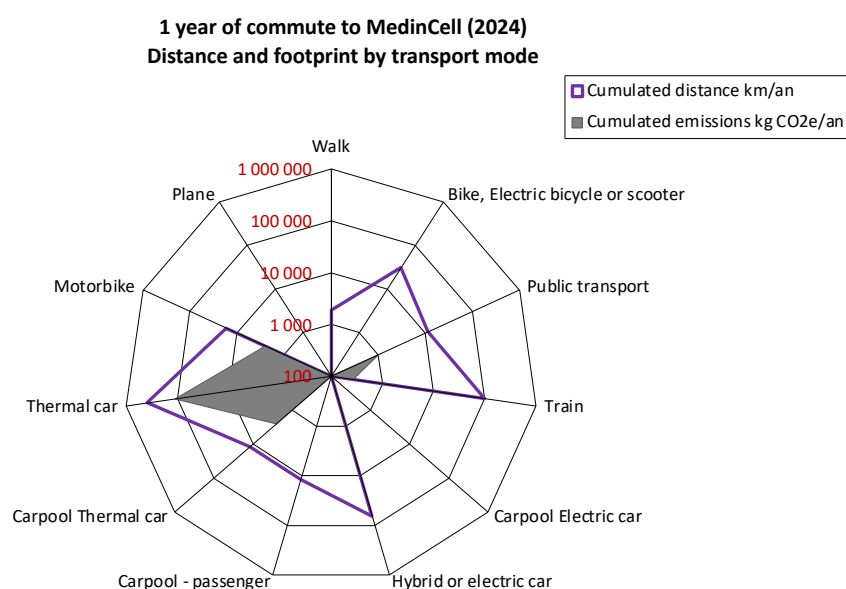 1 year of commute to MedinCell (2024)
Distance and footprint by transport mode
Cumulated distance km/an
Cumulated emissions kg CO2e/an
Walk
1 000 000
Plane
Bike, Electric bicycle or scooter
100 000
10 000
Motorbike
Public transport
1 000
100
Thermal car
Train
Carpool Thermal car
Carpool Electric car
Carpool - passenger
Hybrid or electric car